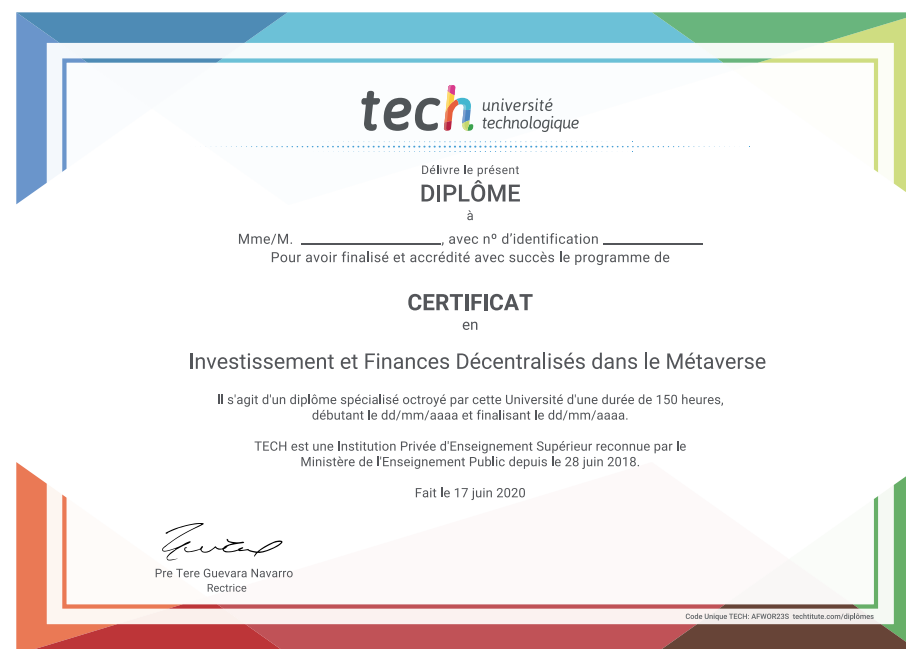 tech université
technologique
Délivre le présent
DIPLÔME
à
Mme/M. ____________________, avec nº d'identification ______________
Pour avoir finalisé et accrédité avec succès le programme de
CERTIFICAT
en
Investissement et Finances Décentralisés dans le Métaverse
Il s'agit d'un diplôme spécialisé octroyé par cette Université d'une durée de 150 heures,
débutant le dd/mm/aaaa et finalisant le dd/mm/aaaa.
TECH est une Institution Privée d'Enseignement Supérieur reconnue par le
Ministère de l'Enseignement Public depuis le 28 juin 2018.
Fait le 17 juin 2020
Pre Tere Guevara Navarro
Rectrice
Code Unique TECH: AFWOR23S techtitute.com/diplômes